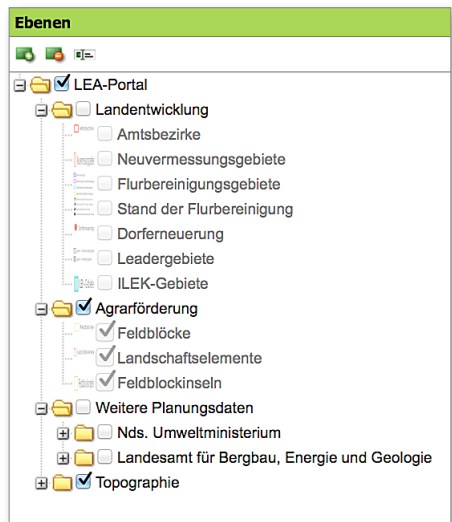 Ebenen
LEA-Portal
Landentwicklung
Amtsbezirke
Neuvermessungsgebiete
Flurbereinigungsgebiete
Stand der Flurbereinigung
Dorferneuerung
Leadergebiete
ILEK-Gebiete
Agrarförderung
Feldblöcke
Landschaftselemente
Feldblockinseln
Weitere Planungsdaten
Nds. Umweltministerium
Landesamt für Bergbau, Energie und Geologie
Topographie